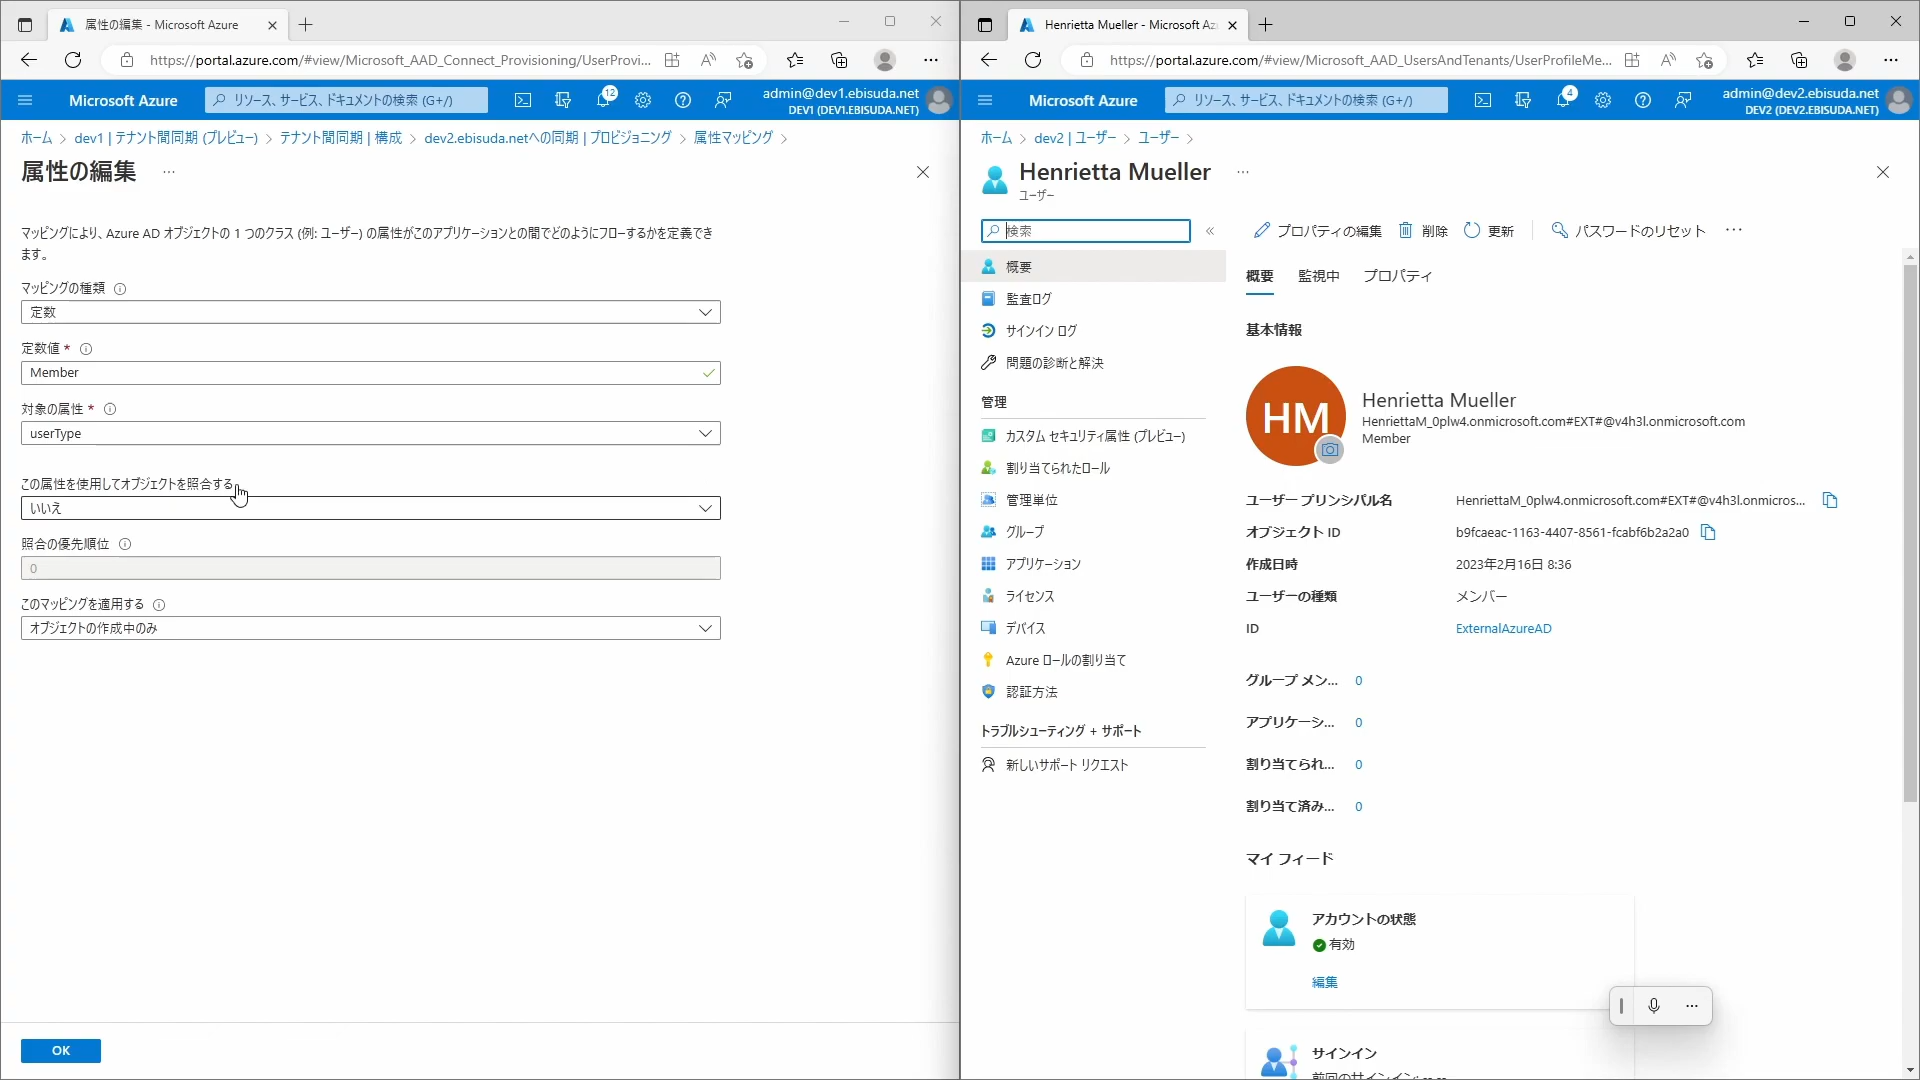 属性の編集 - Microsoft Azure
https://portal.azure.com/#view/Microsoft_AAD_Connect_Provisioning/UserProvi...
Microsoft Azure
リソース、サービス、ドキュメントの検索 (G+/)
12
admin@dev1.ebisuda.net
DEV1 (DEV1.EBISUDA.NET)
ホーム > dev1 | テナント間同期 (プレビュー) > テナント間同期 | 構成 > dev2.ebisuda.netへの同期 | プロビジョニング > 属性マッピング >
属性の編集 ...
マッピングにより、Azure AD オブジェクトの 1 つのクラス (例: ユーザー) の属性がこのアプリケーションとの間でどのようにフローするかを定義でき
ます。
マッピングの種類
定数
定数値 *
Member
対象の属性 *
userType
この属性を使用してオブジェクトを照合する
いいえ
照合の優先順位
0
このマッピングを適用する
オブジェクトの作成中のみ
OK
Henrietta Mueller - Microsoft Az
https://portal.azure.com/#view/Microsoft_AAD_UsersAndTenants/UserProfileMe...
Microsoft Azure
リソース、サービス、ドキュメントの検索 (G+/)
4
admin@dev2.ebisuda.net
DEV2 (DEV2.EBISUDA.NET)
ホーム > dev2 | ユーザー > ユーザー >
Henrietta Mueller ...
ユーザー
検索
«
概要
監査ログ
サインイン ログ
問題の診断と解決
管理
カスタム セキュリティ属性 (プレビュー)
割り当てられたロール
管理単位
グループ
アプリケーション
ライセンス
デバイス
Azure ロールの割り当て
認証方法
トラブルシューティング + サポート
新しいサポート リクエスト
プロパティの編集 削除 更新 パスワードのリセット ...
概要 監視中 プロパティ
基本情報
HM
Henrietta Mueller
HenriettaM_0plw4.onmicrosoft.com#EXT#@v4h3l.onmicrosoft.com
Member
ユーザー プリンシパル名 HenriettaM_0plw4.onmicrosoft.com#EXT#@v4h3l.onmicros...
オブジェクト ID b9fcaeac-1163-4407-8561-fcabf6b2a2a0
作成日時 2023年2月16日 8:36
ユーザーの種類 メンバー
ID ExternalAzureAD
グループ メン... 0
アプリケーシ... 0
割り当てられ... 0
割り当て済み... 0
マイ フィード
アカウントの状態
有効
編集
サインイン